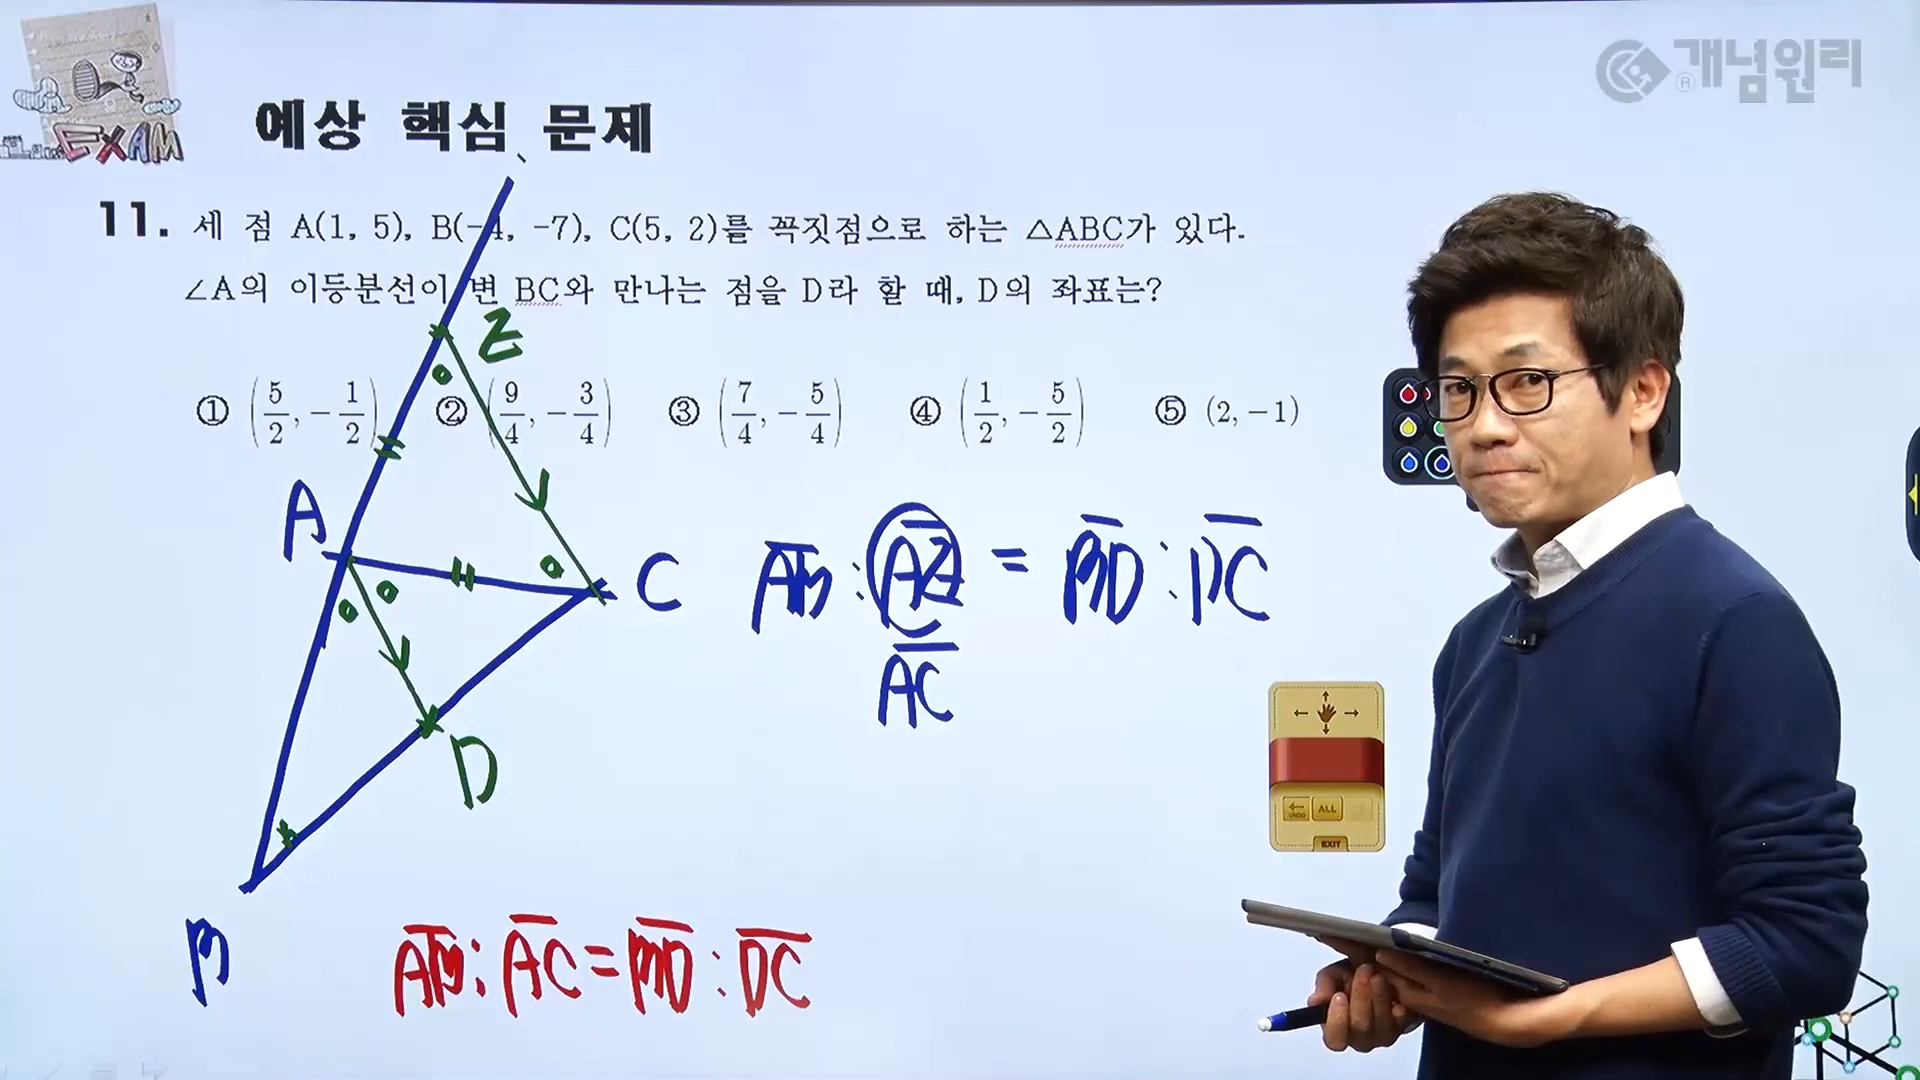 개념원리
EXAM
예상 핵심 문제
11. 세 점 A(1, 5), B(-4, -7), C(5, 2)를 꼭짓점으로 하는 △ABC가 있다.
∠A의 이등분선이 변 BC와 만나는 점을 D라 할 때, D의 좌표는?
E
① (5/2, -1/2) ② (9/4, -3/4) ③ (7/4, -5/4) ④ (1/2, -5/2) ⑤ (2, -1)
A
C
AB : AE = BD : DC
AC
D
UNDO ALL
EXIT
B
AB : AC = BD : DC